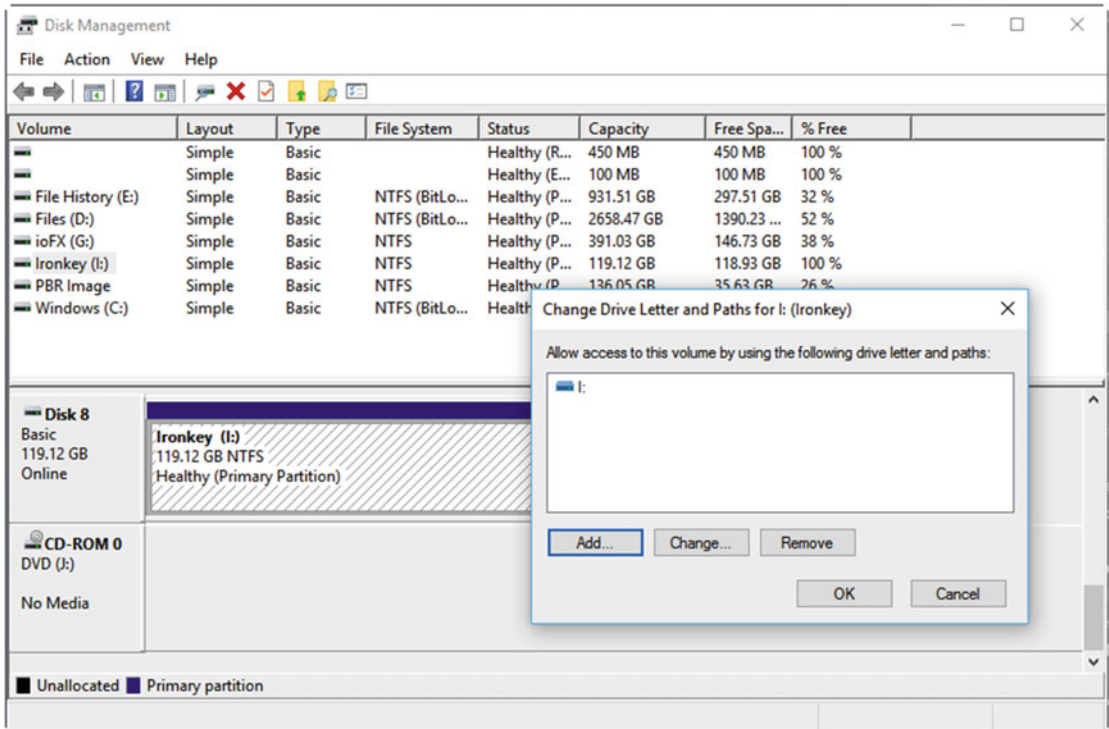 Disk Management
File Action View Help
Volume Layout Type File System Status Capacity Free Spa... % Free
Simple Basic Healthy (R... 450 MB 450 MB 100 %
Simple Basic Healthy (E... 100 MB 100 MB 100 %
File History (E:) Simple Basic NTFS (BitLo... Healthy (P... 931.51 GB 297.51 GB 32 %
Files (D:) Simple Basic NTFS (BitLo... Healthy (P... 2658.47 GB 1390.23 ... 52 %
ioFX (G:) Simple Basic NTFS Healthy (P... 391.03 GB 146.73 GB 38 %
Ironkey (I:) Simple Basic NTFS Healthy (P... 119.12 GB 118.93 GB 100 %
PBR Image Simple Basic NTFS Healthy (P... 136.05 GB 35.63 GB 26 %
Windows (C:) Simple Basic NTFS (BitLo... Health
Change Drive Letter and Paths for I: (Ironkey)
Allow access to this volume by using the following drive letter and paths:
I:
Add... Change... Remove
OK Cancel
Disk 8
Basic
119.12 GB
Online
Ironkey (I:)
119.12 GB NTFS
Healthy (Primary Partition)
CD-ROM 0
DVD (J:)
No Media
Unallocated Primary partition